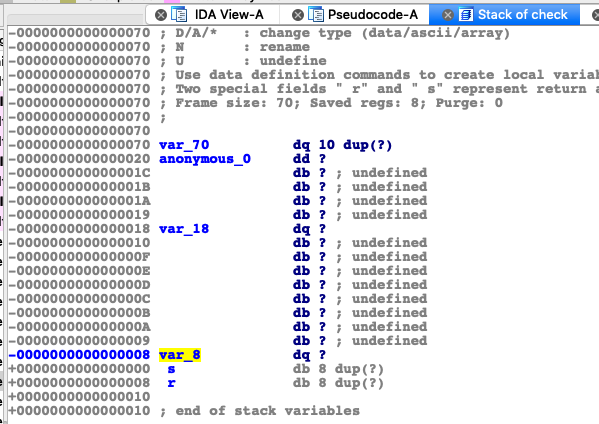 IDA View-A Pseudocode-A Stack of check
-0000000000000070 ; D/A/* : change type (data/ascii/array)
-0000000000000070 ; N : rename
-0000000000000070 ; U : undefine
-0000000000000070 ; Use data definition commands to create local variab
-0000000000000070 ; Two special fields " r" and " s" represent return a
-0000000000000070 ; Frame size: 70; Saved regs: 8; Purge: 0
-0000000000000070 ;
-0000000000000070
-0000000000000070 var_70 dq 10 dup(?)
-0000000000000020 anonymous_0 dd ?
-000000000000001C db ? ; undefined
-000000000000001B db ? ; undefined
-000000000000001A db ? ; undefined
-0000000000000019 db ? ; undefined
-0000000000000018 var_18 dq ?
-0000000000000010 db ? ; undefined
-000000000000000F db ? ; undefined
-000000000000000E db ? ; undefined
-000000000000000D db ? ; undefined
-000000000000000C db ? ; undefined
-000000000000000B db ? ; undefined
-000000000000000A db ? ; undefined
-0000000000000009 db ? ; undefined
-0000000000000008 var_8 dq ?
+0000000000000000 s db 8 dup(?)
+0000000000000008 r db 8 dup(?)
+0000000000000010
+0000000000000010 ; end of stack variables